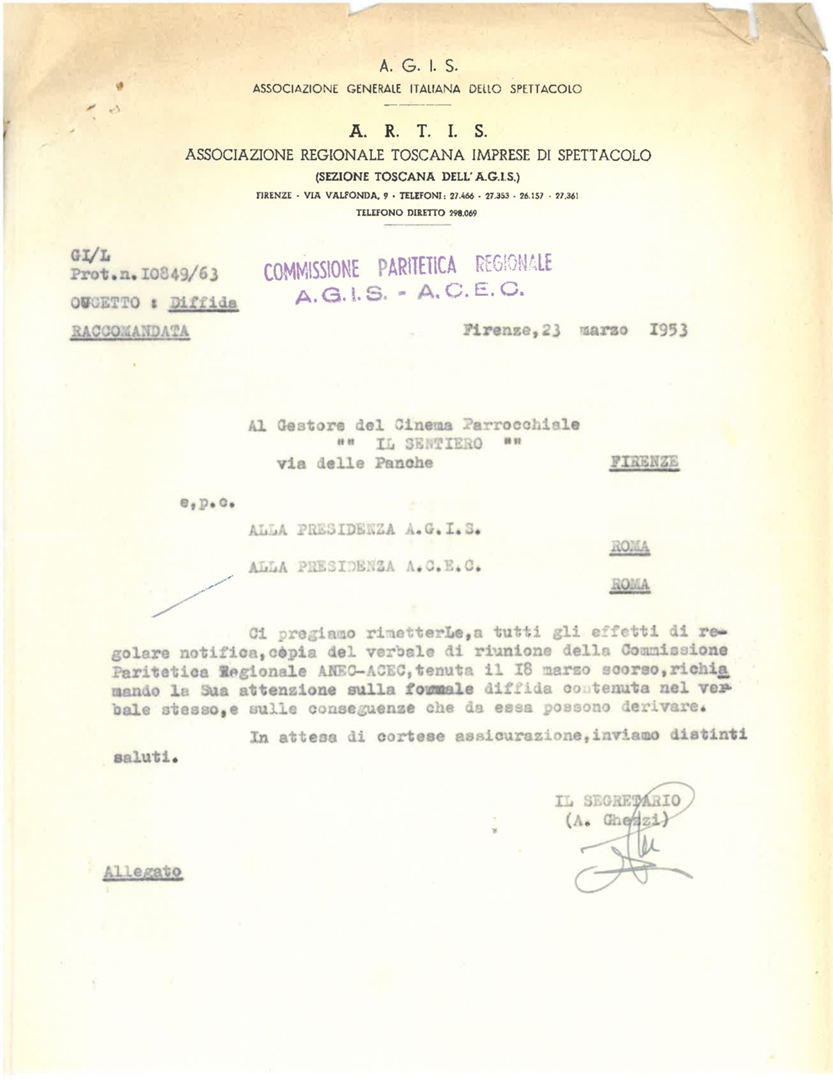 A. G. I. S.
ASSOCIAZIONE GENERALE ITALIANA DELLO SPETTACOLO
A. R. T. I. S.
ASSOCIAZIONE REGIONALE TOSCANA IMPRESE DI SPETTACOLO
(SEZIONE TOSCANA DELL'A.G.I.S.)
FIRENZE - VIA VALFONDA, 9 - TELEFONI: 27.466 - 27.353 - 26.157 - 27.361
TELEFONO DIRETTO 298.069
GI/L
Prot.n.I0849/63
COMMISSIONE PARITETICA REGIONALE
A.G.I.S. - A.C.E.C.
OGGETTO : Diffida
RACCOMANDATA
Firenze,23 marzo I953
Al Gestore del Cinema Parrocchiale
"" IL SENTIERO ""
via delle Panche FIRENZE
e,p.c.
ALLA PRESIDENZA A.G.I.S.
ROMA
ALLA PRESIDENZA A.C.E.C.
ROMA
Ci pregiamo rimetterLe,a tutti gli effetti di re-
golare notifica,copia del verbale di riunione della Commissione
Paritetica Regionale ANEC-ACEC,tenuta il I8 marzo scorso,richia
mando la Sua attenzione sulla formale diffida contenuta nel ver-
bale stesso,e sulle conseguenze che da essa possono derivare.
In attesa di cortese assicurazione,inviamo distinti
saluti.
IL SEGRETARIO
(A. Ghezzi)
Allegato